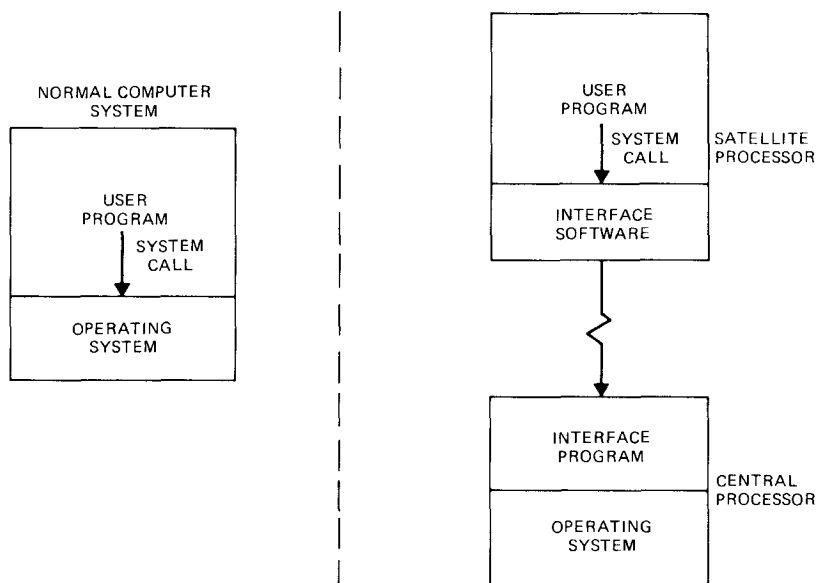 NORMAL COMPUTER
SYSTEM
USER
PROGRAM
SYSTEM
CALL
OPERATING
SYSTEM
USER
PROGRAM
SYSTEM
CALL
SATELLITE
PROCESSOR
INTERFACE
SOFTWARE
INTERFACE
PROGRAM
CENTRAL
PROCESSOR
OPERATING
SYSTEM